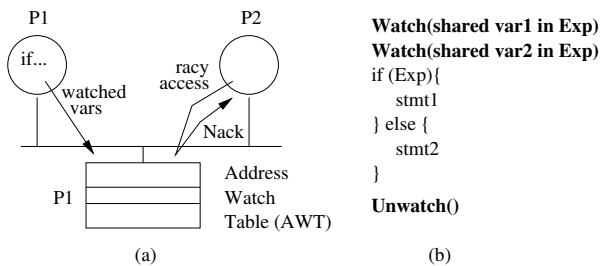 P1
P2
if...
watched
vars
racy
access
Nack
P1
Address
Watch
Table (AWT)
(a)
Watch(shared var1 in Exp)
Watch(shared var2 in Exp)
if (Exp){
stmt1
} else {
stmt2
}
Unwatch()
(b)